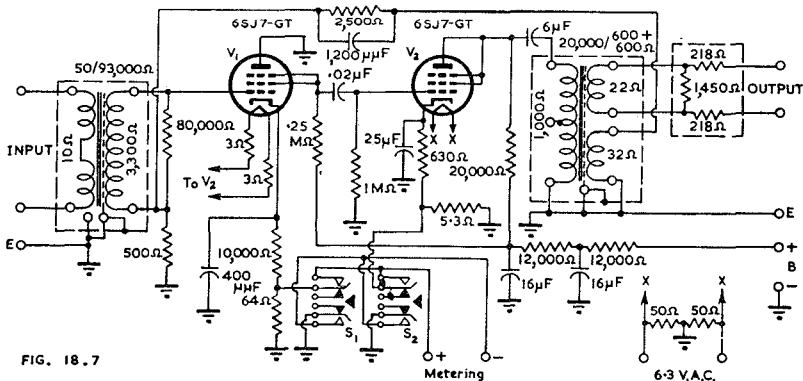 6SJ7-GT
2,500Ω
6SJ7-GT
V₁
1,200μμF
V₂
6μF
20,000/600+
600Ω
50/93,000Ω
.02μF
218Ω
22Ω
1,450Ω
OUTPUT
218Ω
1,000Ω
80,000Ω
3Ω
.25
MΩ
25μF
X X
630Ω
20,000Ω
32Ω
INPUT
10Ω
3,300Ω
3Ω
To V₂
1MΩ
5·3Ω
E
E
500Ω
10,000Ω
400
μμF
64Ω
12,000Ω
12,000Ω
+
B
-
16μF
16μF
X X
50Ω 50Ω
S₁
S₂
FIG. 18.7
+ -
Metering
6·3 V.A.C.